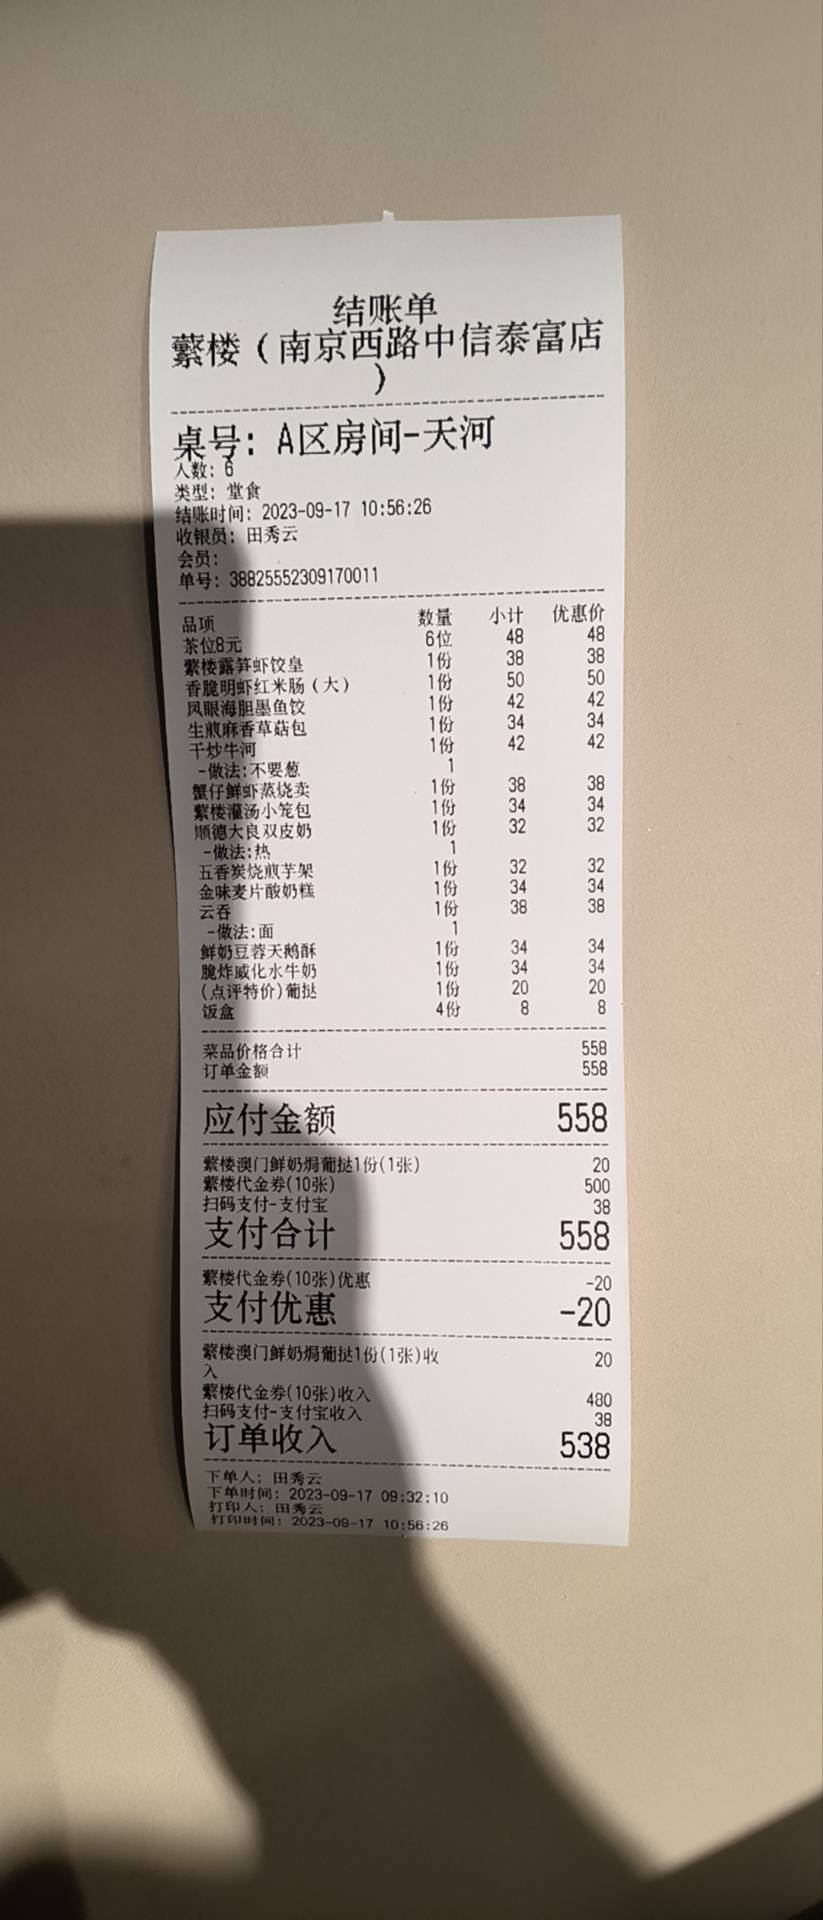 结账单
蘩楼（南京西路中信泰富店
）
桌号: A区房间-天河
人数: 6
类型: 堂食
结账时间: 2023-09-17 10:56:26
收银员: 田秀云
会员:
单号: 38825552309170011
品项 数量 小计 优惠价
茶位8元 6位 48 48
蘩楼露笋虾饺皇 1份 38 38
香脆明虾红米肠（大） 1份 50 50
凤眼海胆墨鱼饺 1份 42 42
生煎麻香草菇包 1份 34 34
干炒牛河 1份 42 42
-做法:不要葱 1
蟹仔鲜虾蒸烧卖 1份 38 38
蘩楼灌汤小笼包 1份 34 34
顺德大良双皮奶 1份 32 32
-做法:热 1
五香炭烧煎芋架 1份 32 32
金味麦片酸奶糕 1份 34 34
云吞 1份 38 38
-做法:面 1
鲜奶豆蓉天鹅酥 1份 34 34
脆炸威化水牛奶 1份 34 34
(点评特价)葡挞 1份 20 20
饭盒 4份 8 8
菜品价格合计 558
订单金额 558
应付金额 558
蘩楼澳门鲜奶焗葡挞1份(1张) 20
蘩楼代金券(10张) 500
扫码支付-支付宝 38
支付合计 558
蘩楼代金券(10张)优惠 -20
支付优惠 -20
蘩楼澳门鲜奶焗葡挞1份(1张)收 20
入
蘩楼代金券(10张)收入 480
扫码支付-支付宝收入 38
订单收入 538
下单人: 田秀云
下单时间: 2023-09-17 09:32:10
打印人: 田秀云
打印时间: 2023-09-17 10:56:26